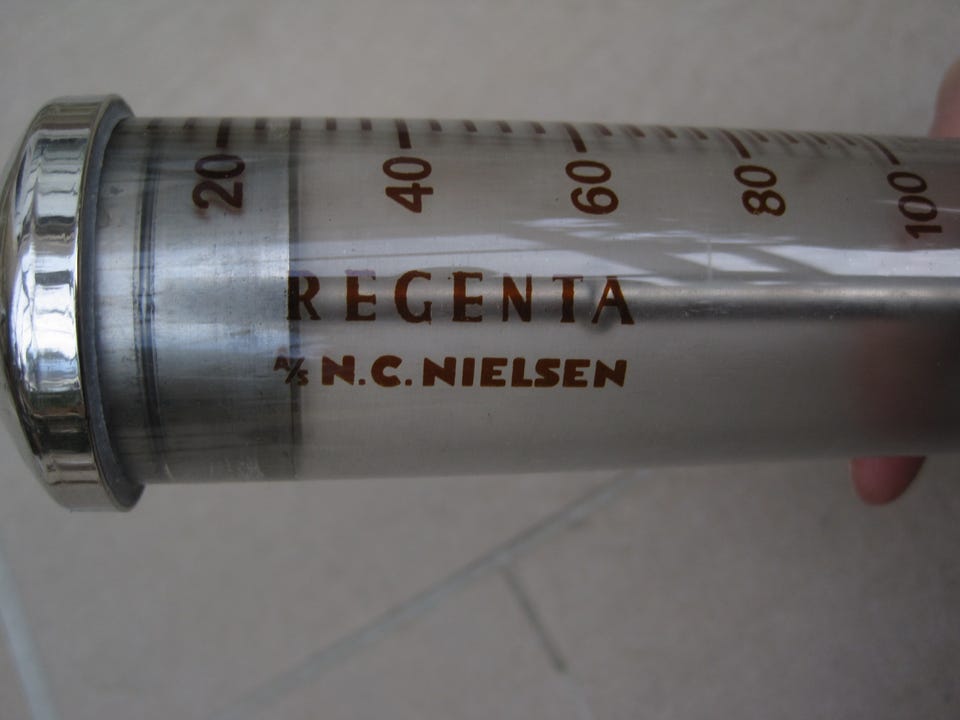 20 40 60 80 100
REGENTA
A/S N.C. NIELSEN